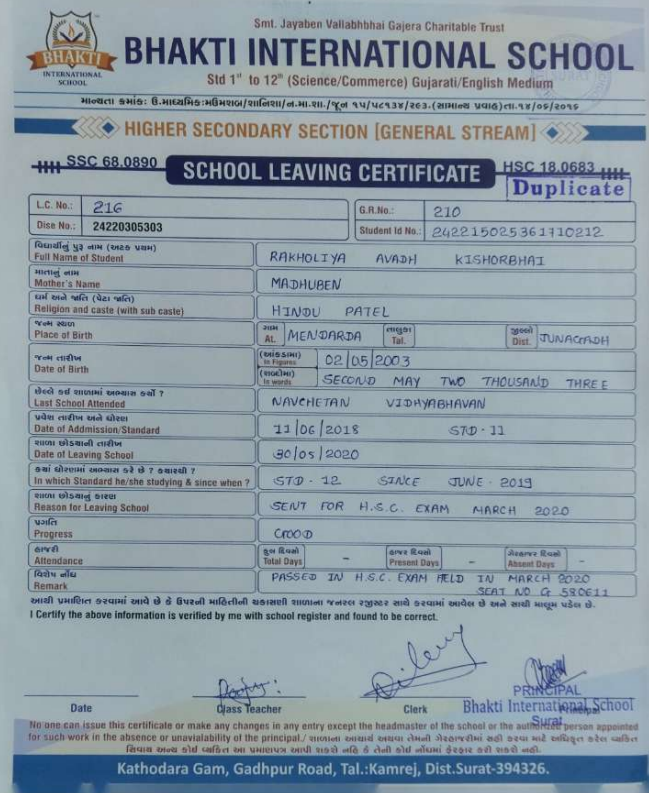 Smt. Jayaben Vallabhbhai Gajera Charitable Trust
BHAKTI
INTERNATIONAL
SCHOOL
BHAKTI INTERNATIONAL SCHOOL
Std 1st to 12th (Science/Commerce) Gujarati/English Medium
માન્યતા ક્રમાંક: ઉ.માધ્યમિક:મઉમશબ/શાનિશા/ન.મા.શા./જૂન ૧૫/૫૮૧૩૪/૨૯૩.(સામાન્ય પ્રવાહ)તા.૧૪/૦૬/૨૦૧૬
HIGHER SECONDARY SECTION [GENERAL STREAM]
SSC 68.0890 SCHOOL LEAVING CERTIFICATE HSC 18.0683
Duplicate
L.C. No.: 216 G.R.No.: 210
Dise No.: 24220305303 Student Id No.: 242215025361710212
વિદ્યાર્થીનું પુરૂ નામ (અટક પ્રથમ)
Full Name of Student RAKHOLIYA AVADH KISHORBHAI
માતાનું નામ
Mother's Name MADHUBEN
ધર્મ અને જાતિ (પેટા જાતિ)
Religion and caste (with sub caste) HINDU PATEL
જન્મ સ્થળ ગામ તાલુકા જીલ્લો
Place of Birth At. MENDARDA Tal. Dist. JUNAGADH
જન્મ તારીખ (આંકડામાં)
Date of Birth In Figures 02/05/2003
(શબ્દોમાં)
In words SECOND MAY TWO THOUSAND THREE
છેલ્લે કઈ શાળામાં અભ્યાસ કર્યો ?
Last School Attended NAVCHETAN VIDHYABHAVAN
પ્રવેશ તારીખ અને ધોરણ
Date of Addmission/Standard 11/06/2018 STD-11
શાળા છોડયાની તારીખ
Date of Leaving School 30/05/2020
કયાં ધોરણમાં અભ્યાસ કરે છે ? કયારથી ?
In which Standard he/she studying & since when ? STD-12 SINCE JUNE-2019
શાળા છોડયાનું કારણ
Reason for Leaving School SENT FOR H.S.C. EXAM MARCH 2020
પ્રગતિ
Progress GOOD
હાજરી કુલ દિવસો હાજર દિવસો ગેરહાજર દિવસો
Attendance Total Days - Present Days - Absent Days -
વિશેષ નોંધ
Remark PASSED IN H.S.C. EXAM HELD IN MARCH 2020
SEAT NO G 580611
આથી પ્રમાણિત કરવામાં આવે છે કે ઉપરની માહિતીની ચકાસણી શાળાના જનરલ રજીસ્ટર સાથે કરવામાં આવેલ છે અને સાચી માલૂમ પડેલ છે.
I Certify the above information is verified by me with school register and found to be correct.
PRINCIPAL
Date Class Teacher Clerk Principal
Bhakti International School
Surat
No one can issue this certificate or make any changes in any entry except the headmaster of the school or the authorized person appointed
for such work in the absence or unavialability of the principal./ શાળાના આચાર્ય અથવા તેમની ગેરહાજરીમાં સહી કરવા માટે અધિકૃત કરેલ વ્યકિત
સિવાય અન્ય કોઈ વ્યકિત આ પ્રમાણપત્ર આપી શકશે નહિ કે તેની કોઈ નોંધમાં ફેરફાર કરી શકશે નહી.
Kathodara Gam, Gadhpur Road, Tal.:Kamrej, Dist.Surat-394326.